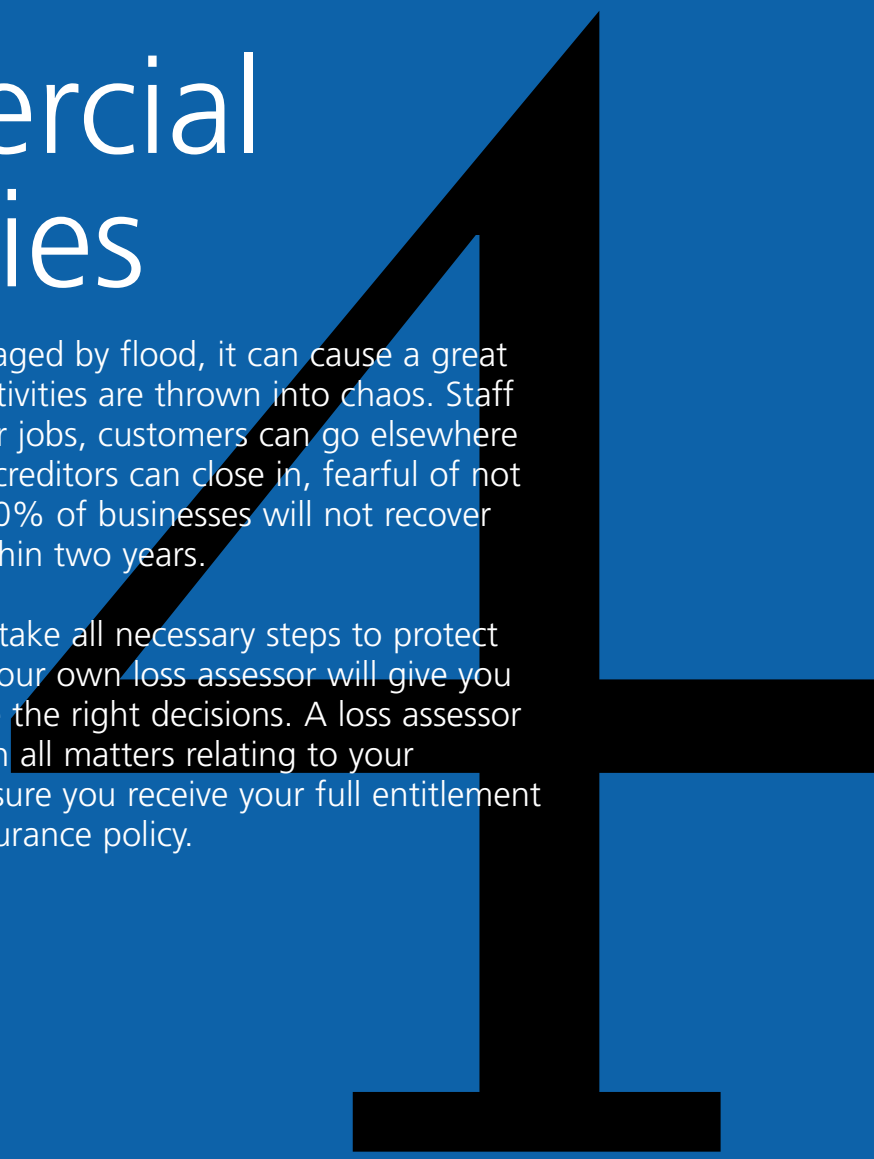 ercial
ies
aged by flood, it can cause a great
tivities are thrown into chaos. Staff
r jobs, customers can go elsewhere
creditors can close in, fearful of not
0% of businesses will not recover
hin two years.
take all necessary steps to protect
our own loss assessor will give you
the right decisions. A loss assessor
n all matters relating to your
sure you receive your full entitlement
urance policy.
4